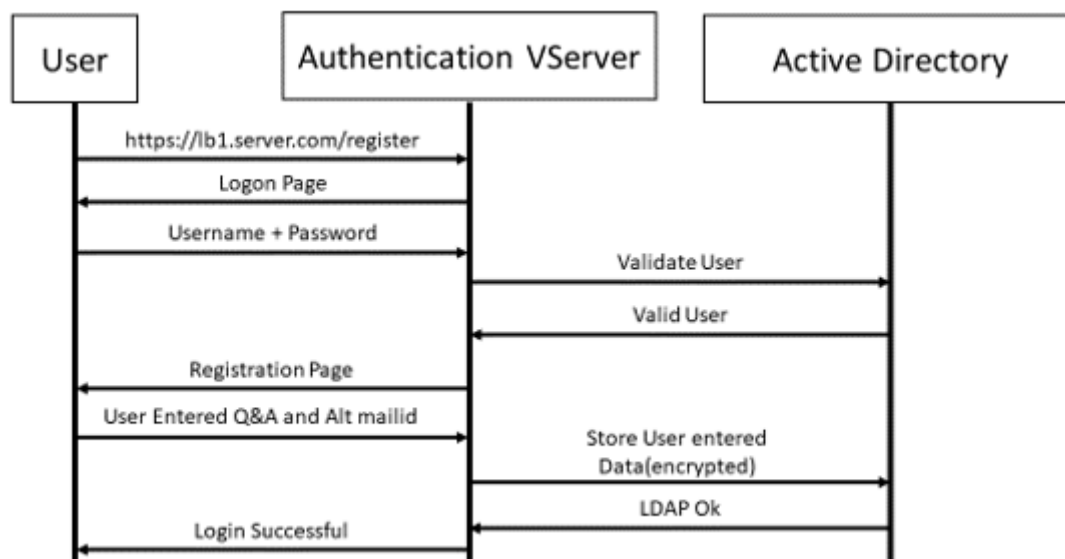 User
Authentication VServer
Active Directory
https://lb1.server.com/register
Logon Page
Username + Password
Validate User
Valid User
Registration Page
User Entered Q&A and Alt mailid
Store User entered
Data(encrypted)
LDAP Ok
Login Successful